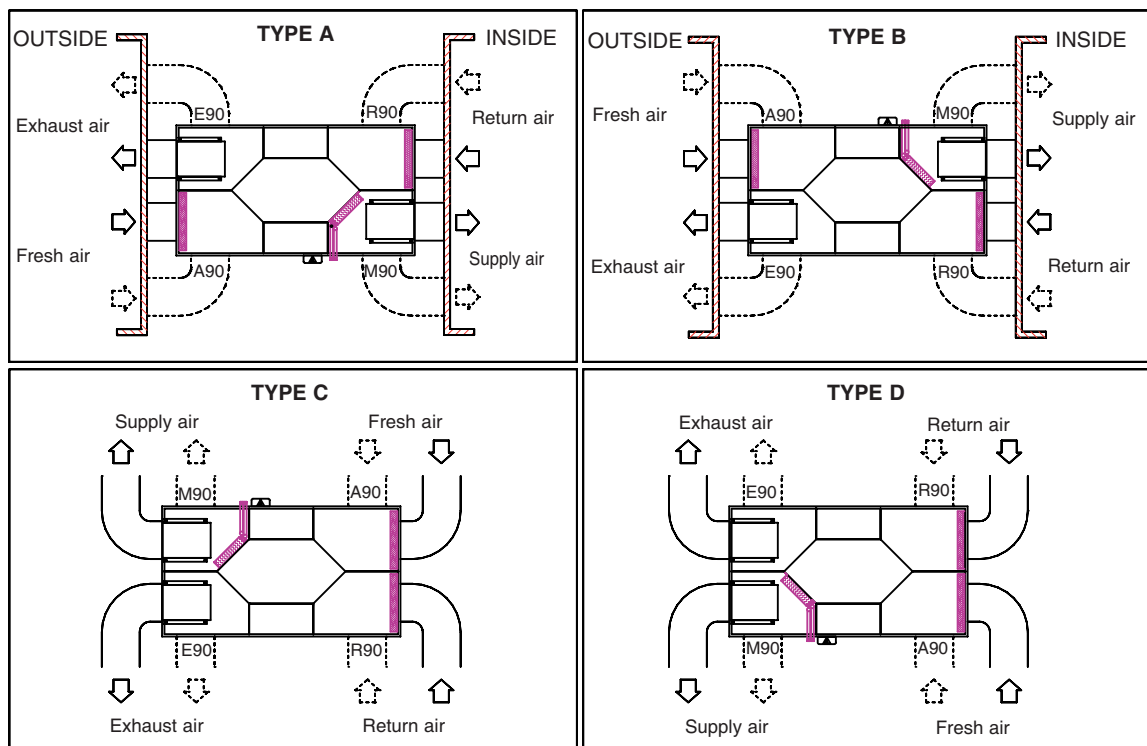 TYPE A
OUTSIDE
INSIDE
E90
R90
Exhaust air
Return air
Fresh air
Supply air
A90
M90
TYPE B
OUTSIDE
INSIDE
A90
M90
Fresh air
Supply air
Exhaust air
Return air
E90
R90
TYPE C
Supply air
Fresh air
M90
A90
E90
R90
Exhaust air
Return air
TYPE D
Exhaust air
Return air
E90
R90
M90
A90
Supply air
Fresh air